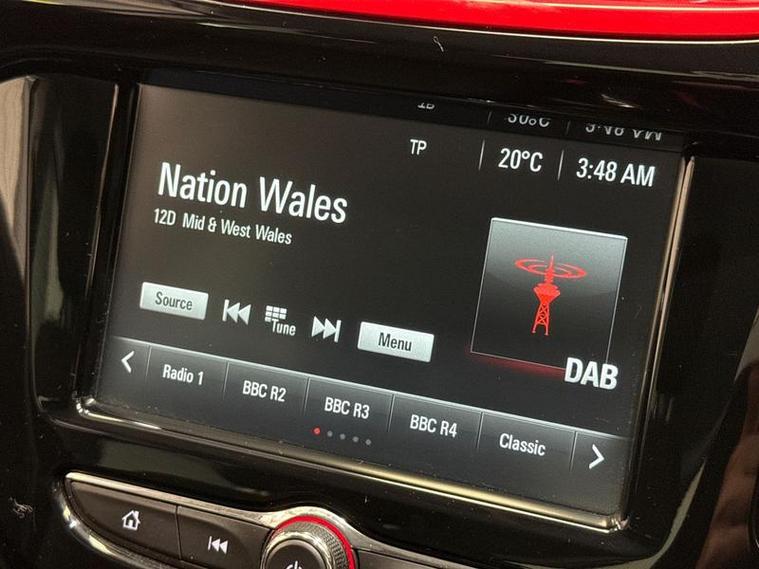 TP 20°C 3:48 AM
Nation Wales
12D Mid & West Wales
Source Tune Menu
DAB
Radio 1 BBC R2 BBC R3 BBC R4 Classic